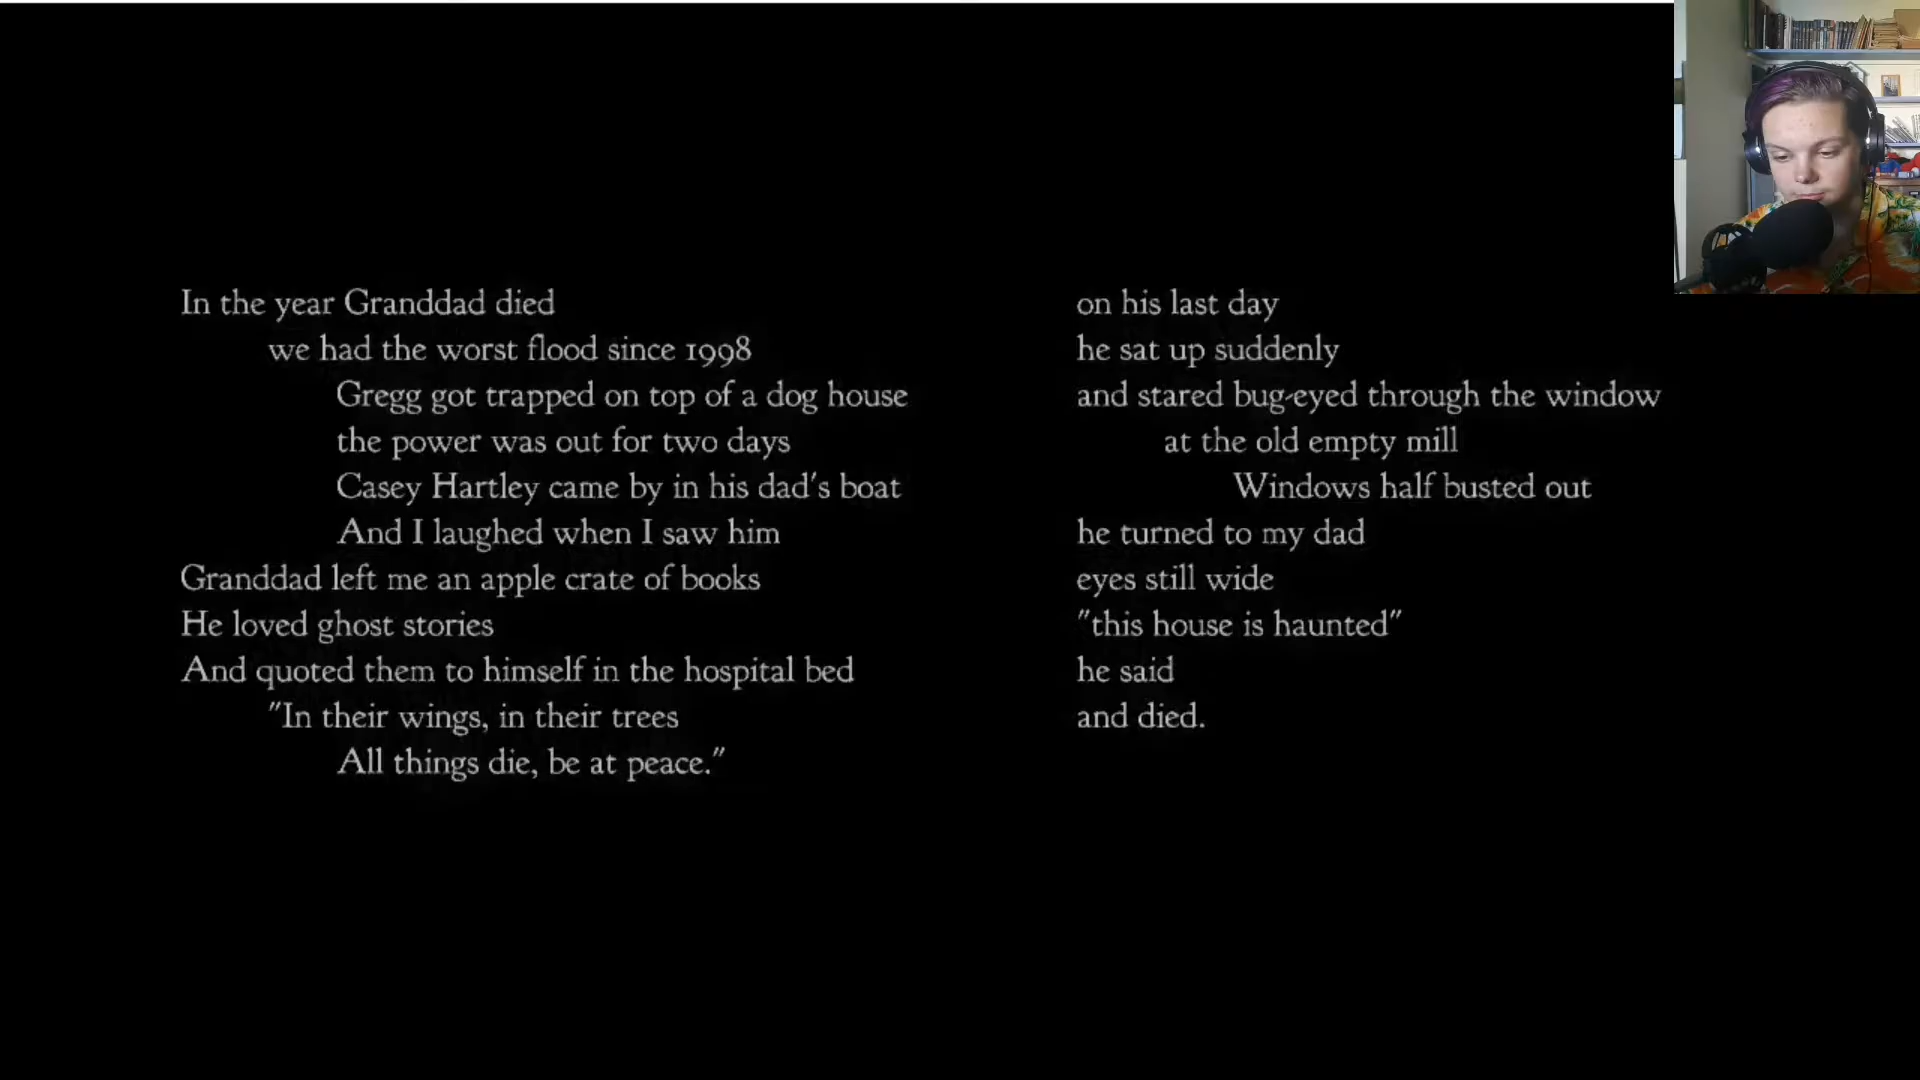 In the year Granddad died
we had the worst flood since 1998
Gregg got trapped on top of a dog house
the power was out for two days
Casey Hartley came by in his dad's boat
And I laughed when I saw him
Granddad left me an apple crate of books
He loved ghost stories
And quoted them to himself in the hospital bed
"In their wings, in their trees
All things die, be at peace."
on his last day
he sat up suddenly
and stared bug-eyed through the window
at the old empty mill
Windows half busted out
he turned to my dad
eyes still wide
"this house is haunted"
he said
and died.